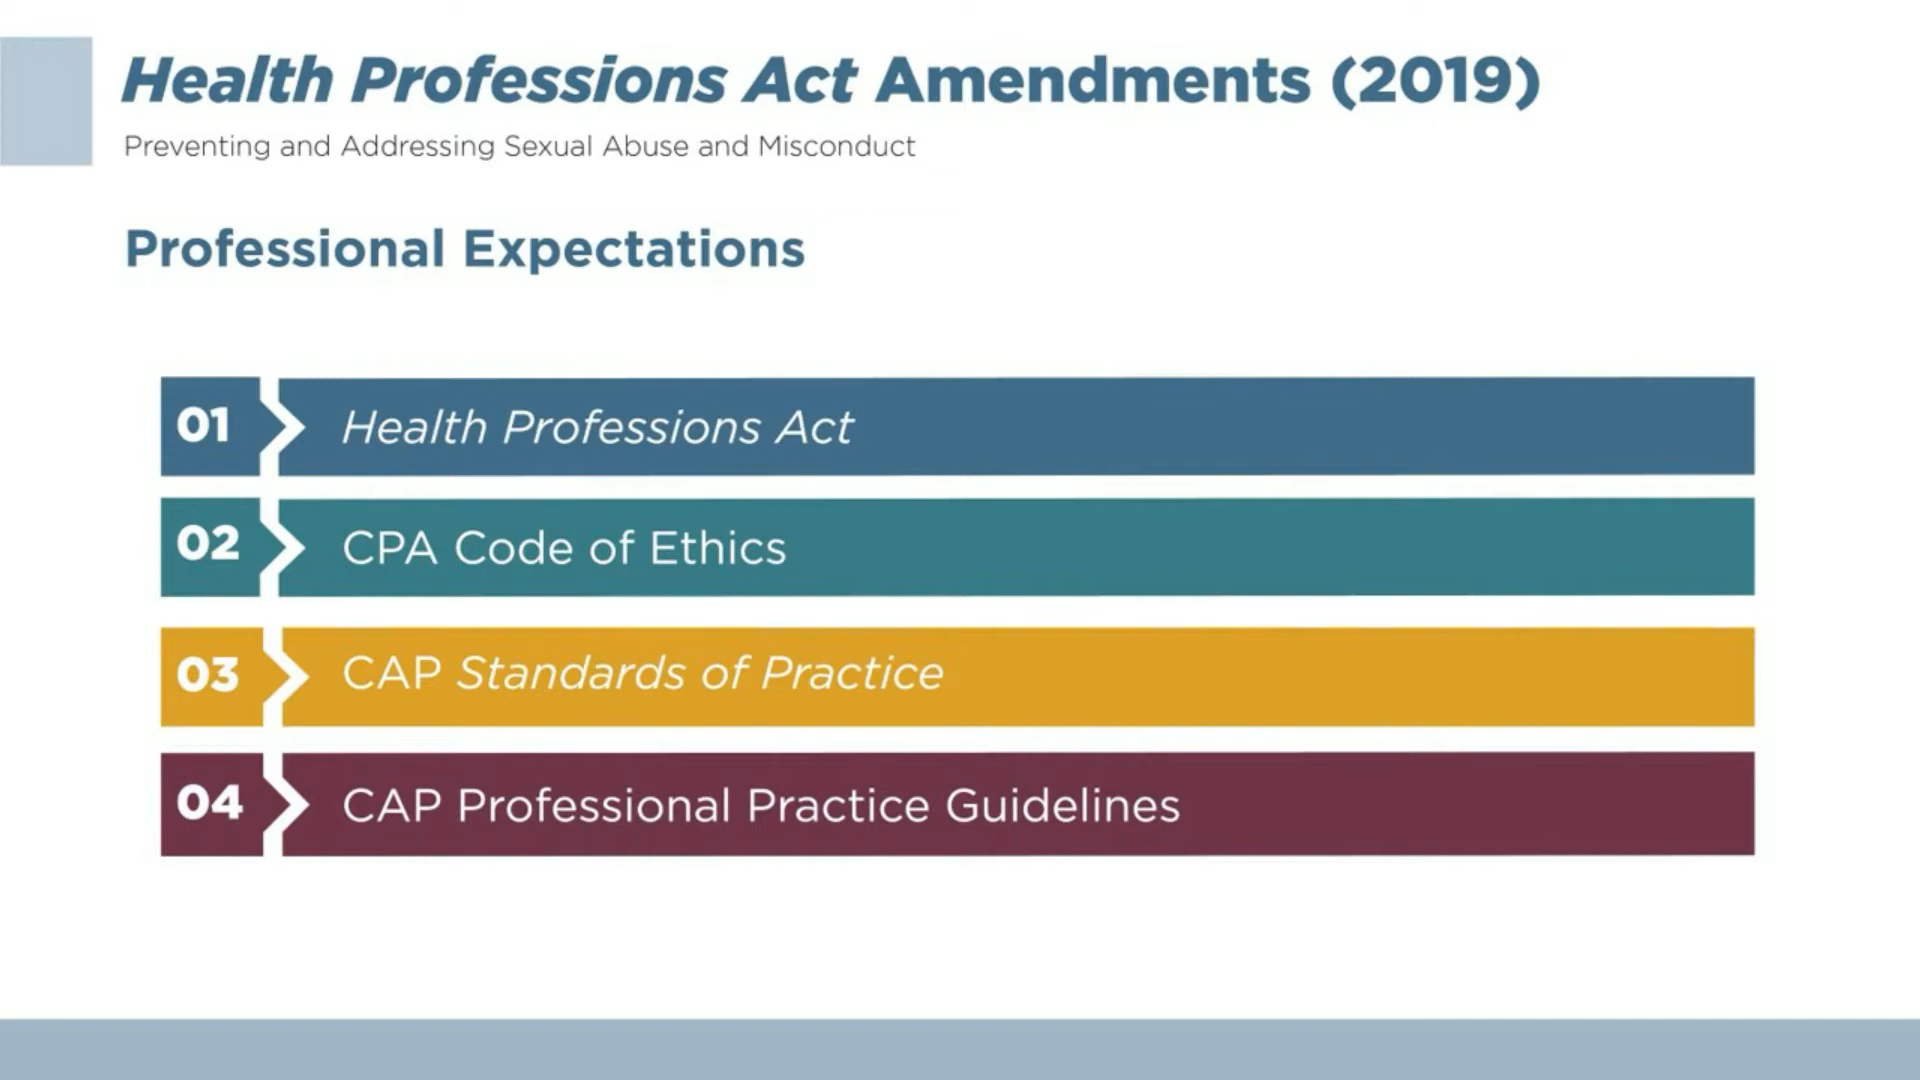 Health Professions Act Amendments (2019)
Preventing and Addressing Sexual Abuse and Misconduct
Professional Expectations
01 Health Professions Act
02 CPA Code of Ethics
03 CAP Standards of Practice
04 CAP Professional Practice Guidelines